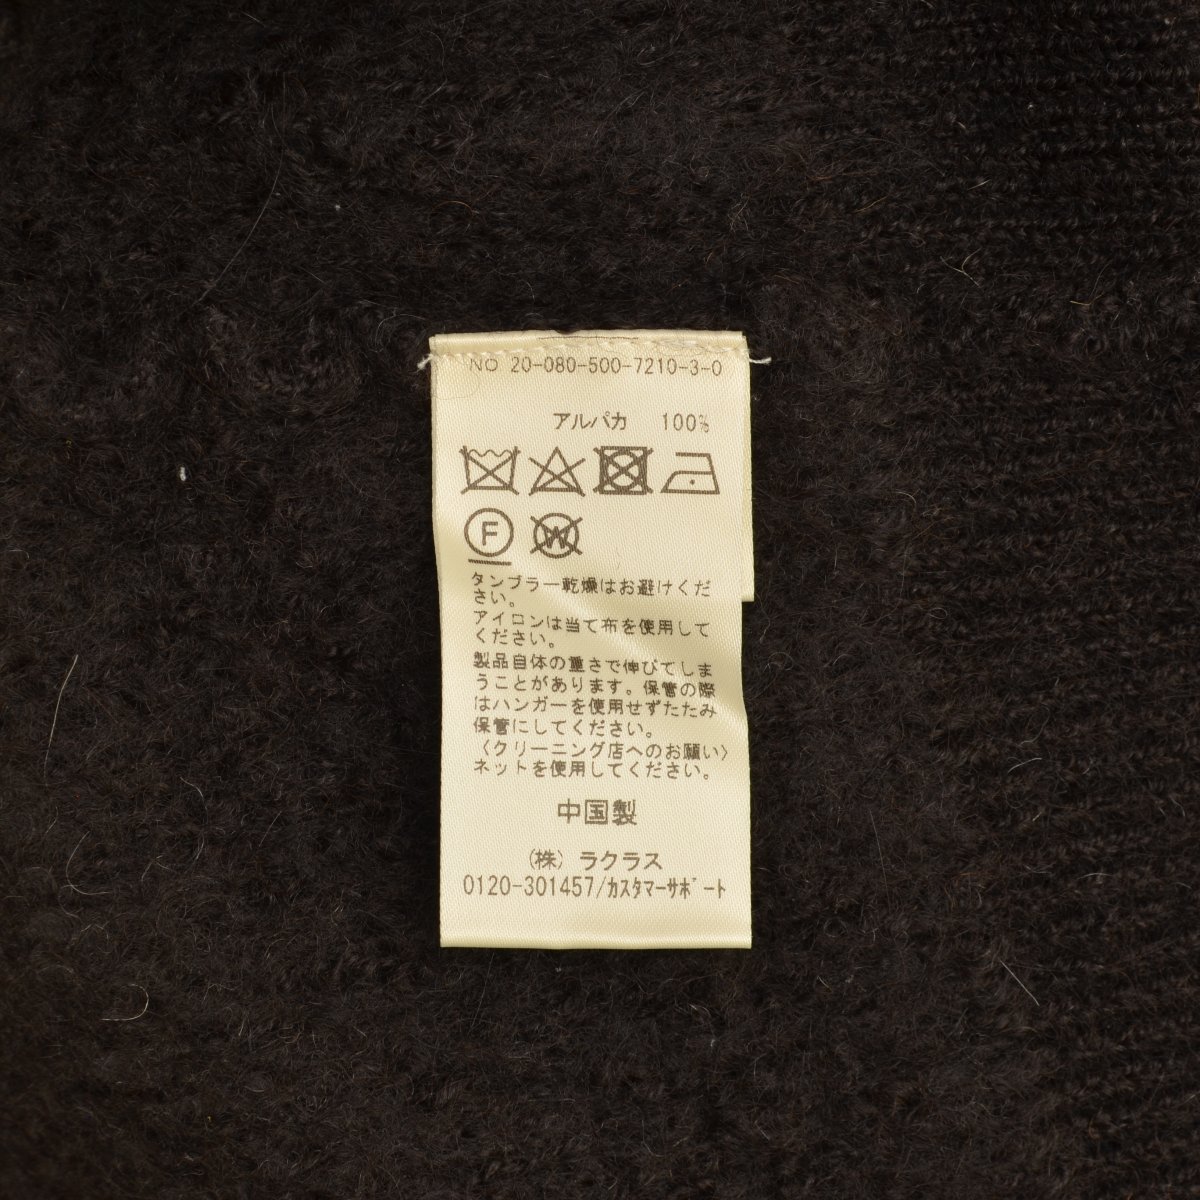 NO 20-080-500-7210-3-0
アルパカ 100%
F
W
タンブラー乾燥はお避けくだ
さい。
アイロンは当て布を使用して
ください。
製品自体の重さで伸びてしま
うことがあります。保管の際
はハンガーを使用せずたたみ
保管にしてください。
〈クリーニング店へのお願い〉
ネットを使用してください。
中国製
(株) ラクラス
0120-301457/ｶｽﾀﾏｰｻﾎﾟｰﾄ